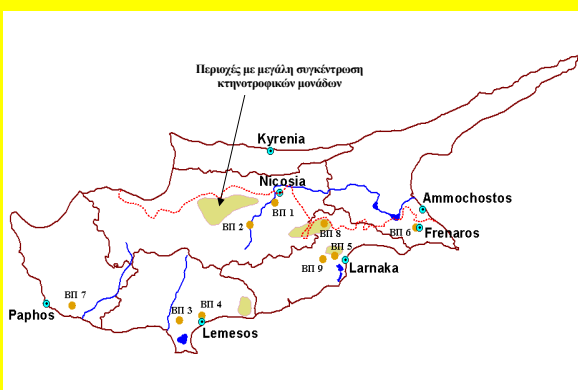 Περιοχές με μεγάλη συγκέντρωση
κτηνοτροφικών μονάδων
Kyrenia
Nicosia
Ammochostos
ΒΠ 1
ΒΠ 2
ΒΠ 8
ΒΠ 6
Frenaros
ΒΠ 5
ΒΠ 9
Larnaka
ΒΠ 7
Paphos
ΒΠ 3
ΒΠ 4
Lemesos